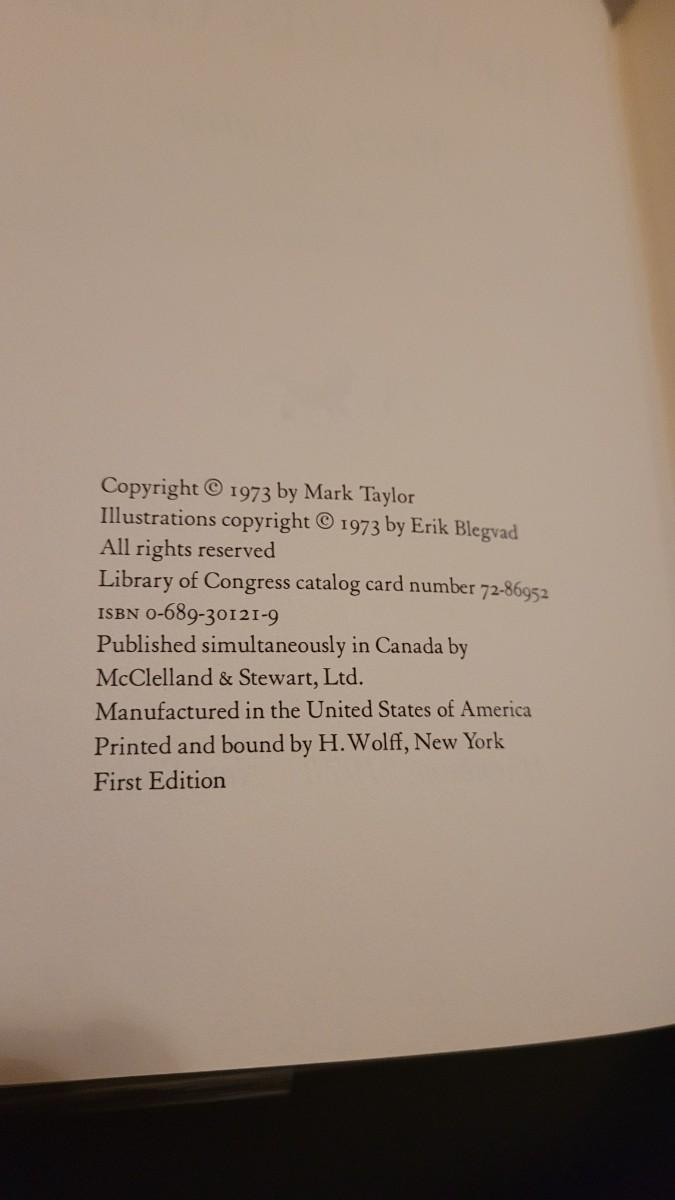 Copyright © 1973 by Mark Taylor
Illustrations copyright © 1973 by Erik Blegvad
All rights reserved
Library of Congress catalog card number 72-86952
ISBN 0-689-30121-9
Published simultaneously in Canada by
McClelland & Stewart, Ltd.
Manufactured in the United States of America
Printed and bound by H. Wolff, New York
First Edition